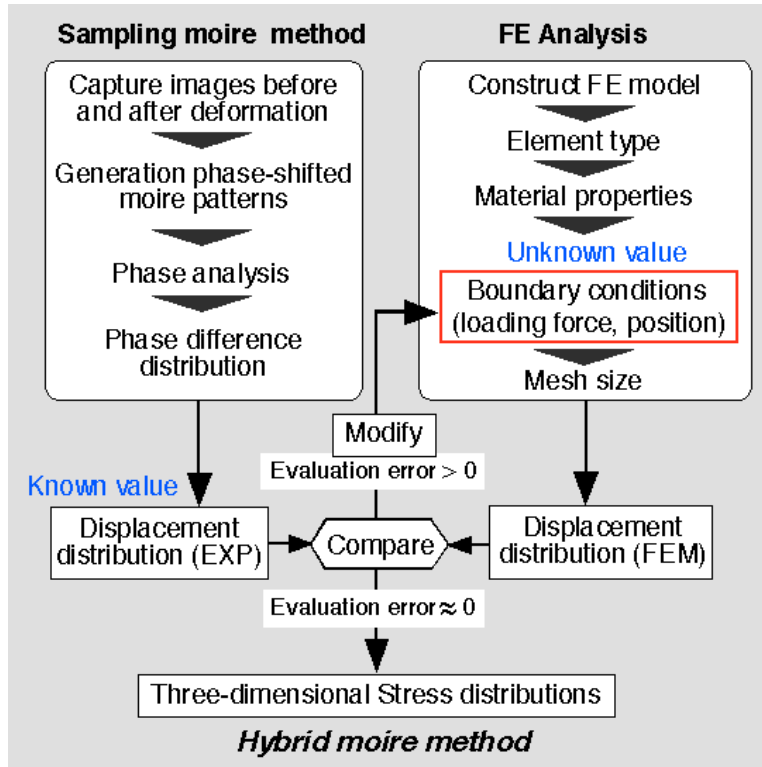 Sampling moire method
Capture images before
and after deformation
Generation phase-shifted
moire patterns
Phase analysis
Phase difference
distribution
FE Analysis
Construct FE model
Element type
Material properties
Unknown value
Boundary conditions
(loading force, position)
Mesh size
Modify
Evaluation error > 0
Known value
Displacement
distribution (EXP)
Compare
Displacement
distribution (FEM)
Evaluation error ≈ 0
Three-dimensional Stress distributions
Hybrid moire method